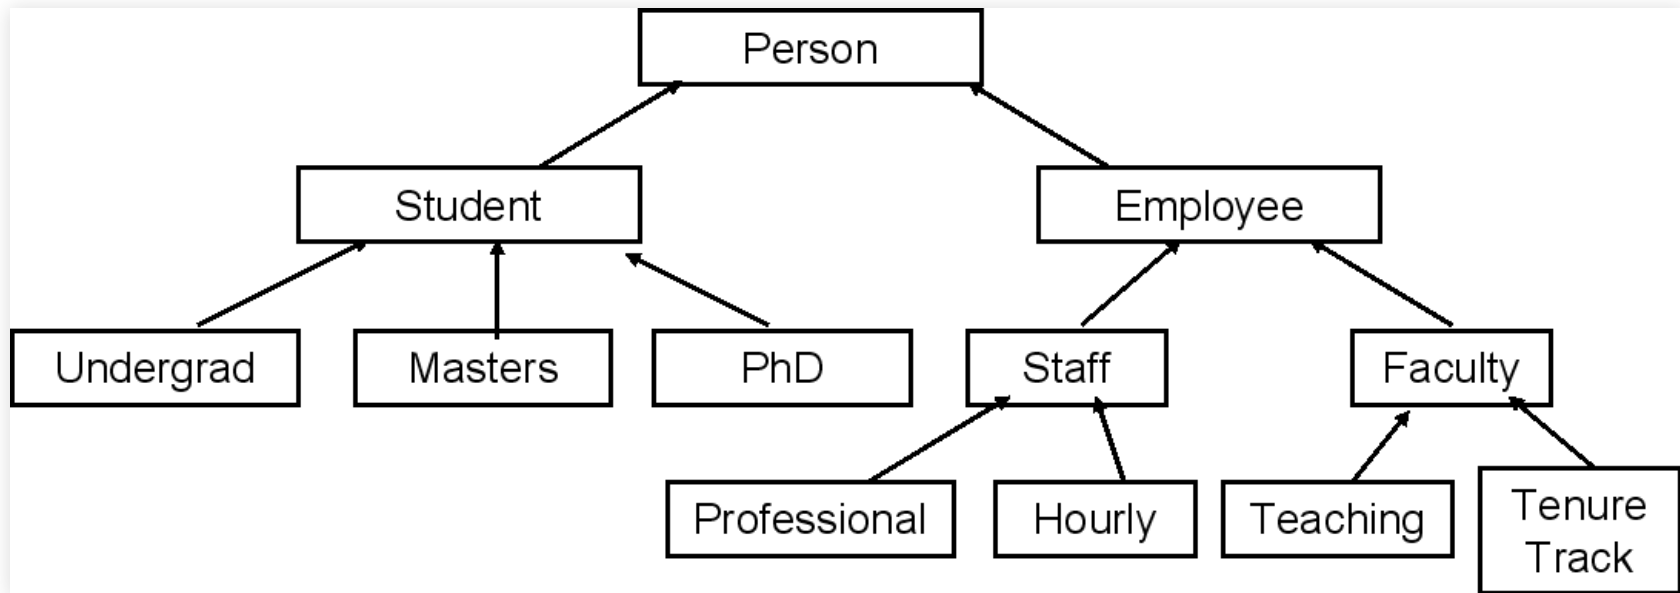 Person
Student
Employee
Undergrad
Masters
PhD
Staff
Faculty
Professional
Hourly
Teaching
Tenure
Track